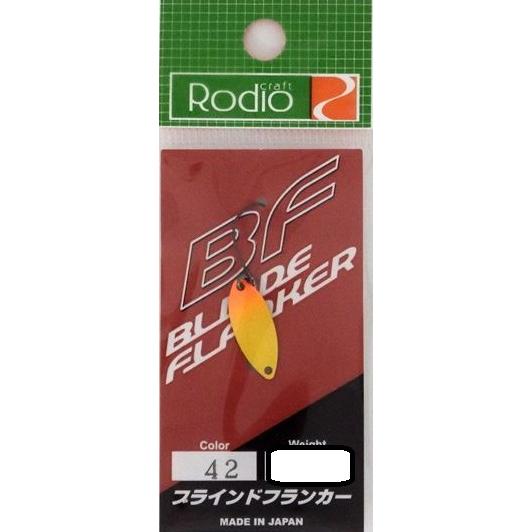 craft
Rodio
BF
FLANKER
Color Weight
42
ブラインドフランカー
MADE IN JAPAN